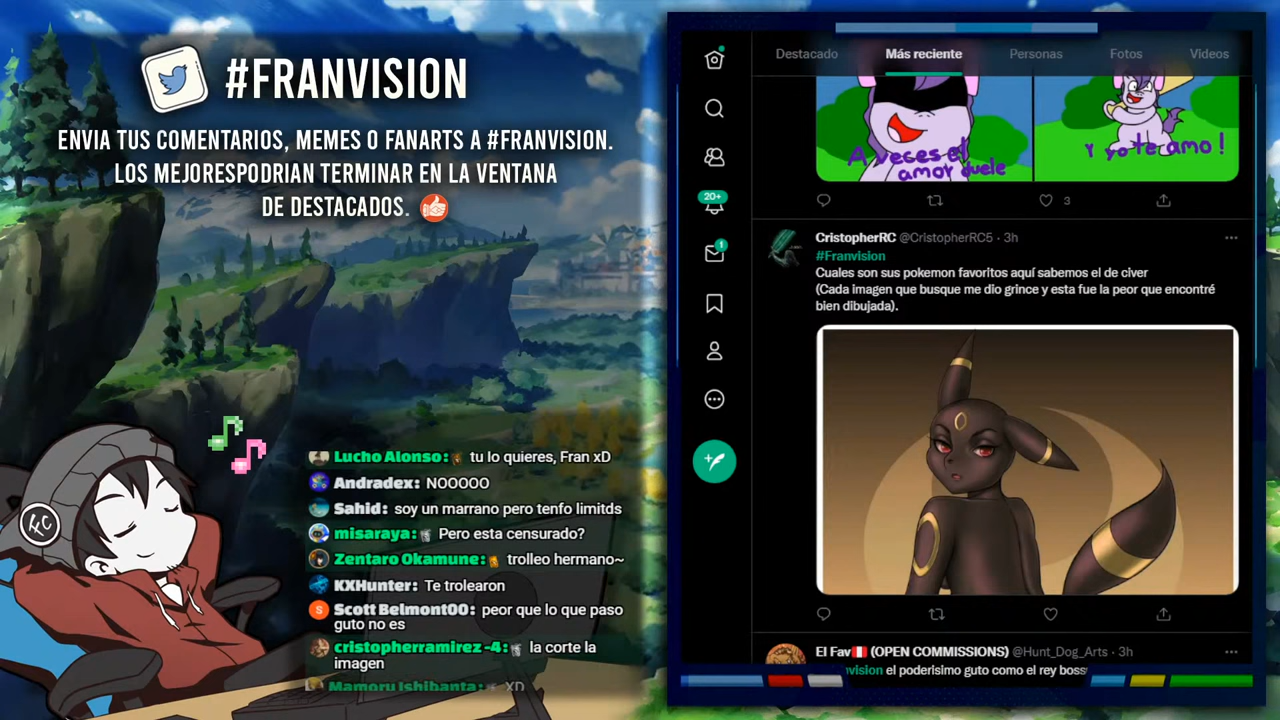 #FRANVISION
ENVIA TUS COMENTARIOS, MEMES O FANARTS A #FRANVISION.
LOS MEJORESPODRIAN TERMINAR EN LA VENTANA
DE DESTACADOS.
FC
Lucho Alonso: tu lo quieres, Fran xD
Andradex: NOOOOO
Sahid: soy un marrano pero tenfo limitds
misaraya: Pero esta censurado?
Zentaro Okamune: trolleo hermano~
KXHunter: Te trolearon
S Scott Belmont00: peor que lo que paso
guto no es
cristopherramirez -4: la corte la
imagen
Mamoru Ishibanta: XD
Destacado Más reciente Personas Fotos Videos
20+
1
A veces el
amor duele
Y yo te amo!
3
CristopherRC @CristopherRC5 · 3h
#Franvision
Cuales son sus pokemon favoritos aquí sabemos el de civer
(Cada imagen que busque me dio grince y esta fue la peor que encontré
bien dibujada).
El Fav (OPEN COMMISSIONS) @Hunt_Dog_Arts · 3h
vision el poderisimo guto como el rey boss